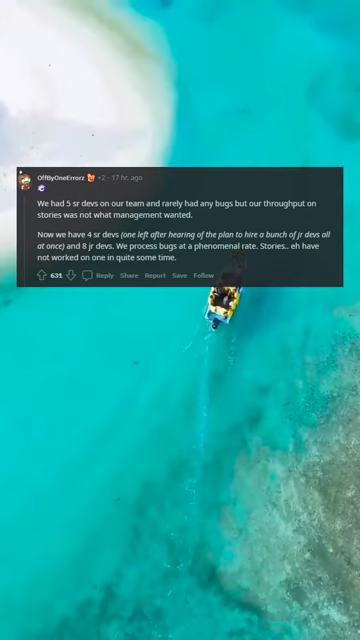 OffByOneErrorz +2 · 17 hr. ago
We had 5 sr devs on our team and rarely had any bugs but our throughput on
stories was not what management wanted.
Now we have 4 sr devs (one left after hearing of the plan to hire a bunch of jr devs all
at once) and 8 jr devs. We process bugs at a phenomenal rate. Stories.. eh have
not worked on one in quite some time.
631 Reply Share Report Save Follow